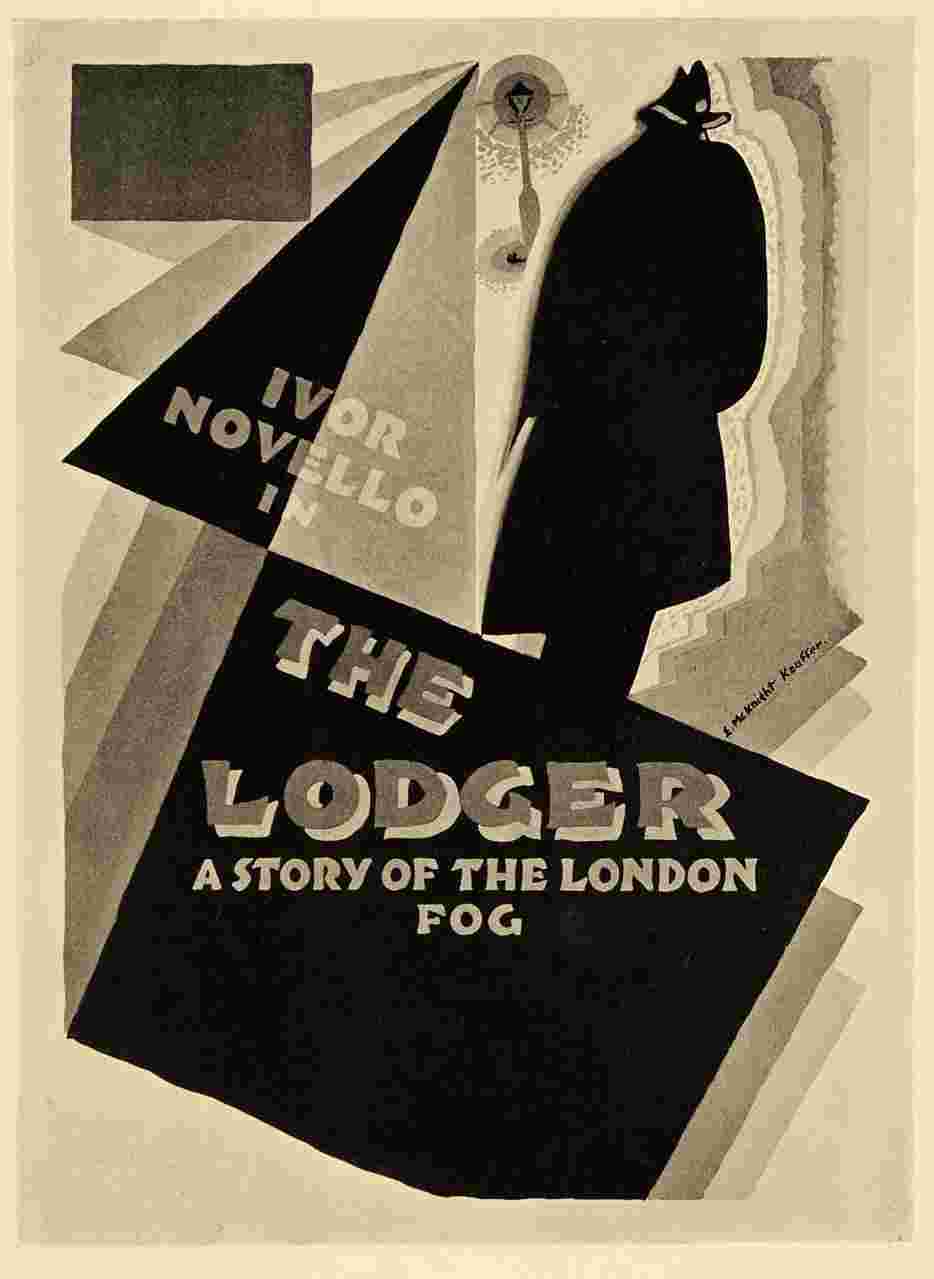 IVOR
NOVELLO
IN
THE
LODGER
A STORY OF THE LONDON
FOG
E. McKnight Kauffer.